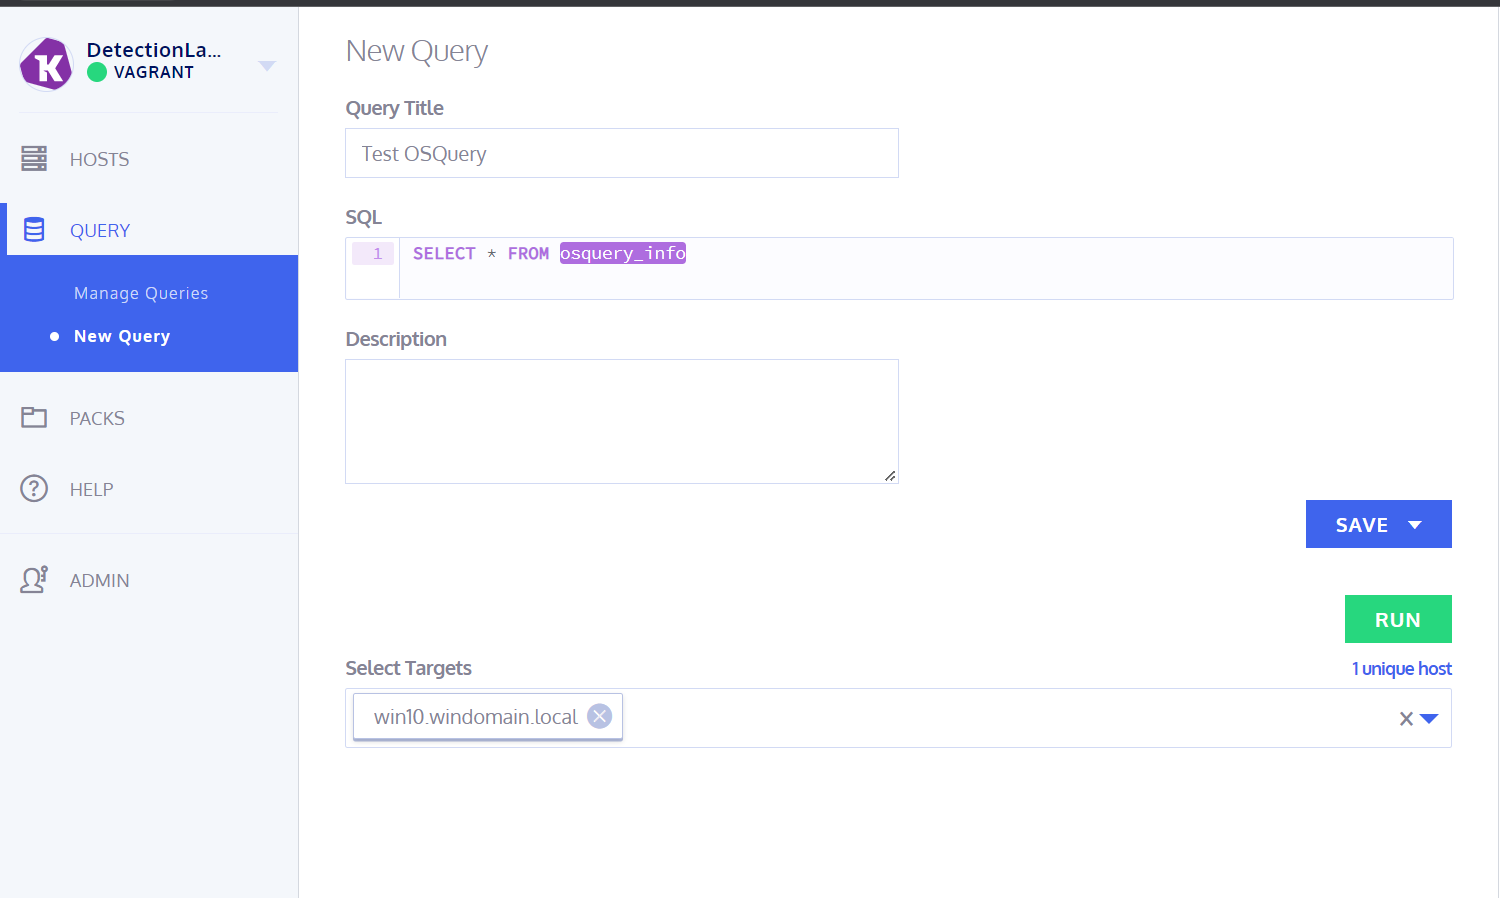 DetectionLa...
VAGRANT
HOSTS
QUERY
Manage Queries
New Query
PACKS
HELP
ADMIN
New Query
Query Title
Test OSQuery
SQL
1 SELECT * FROM osquery_info
Description
SAVE
RUN
Select Targets
1 unique host
win10.windomain.local